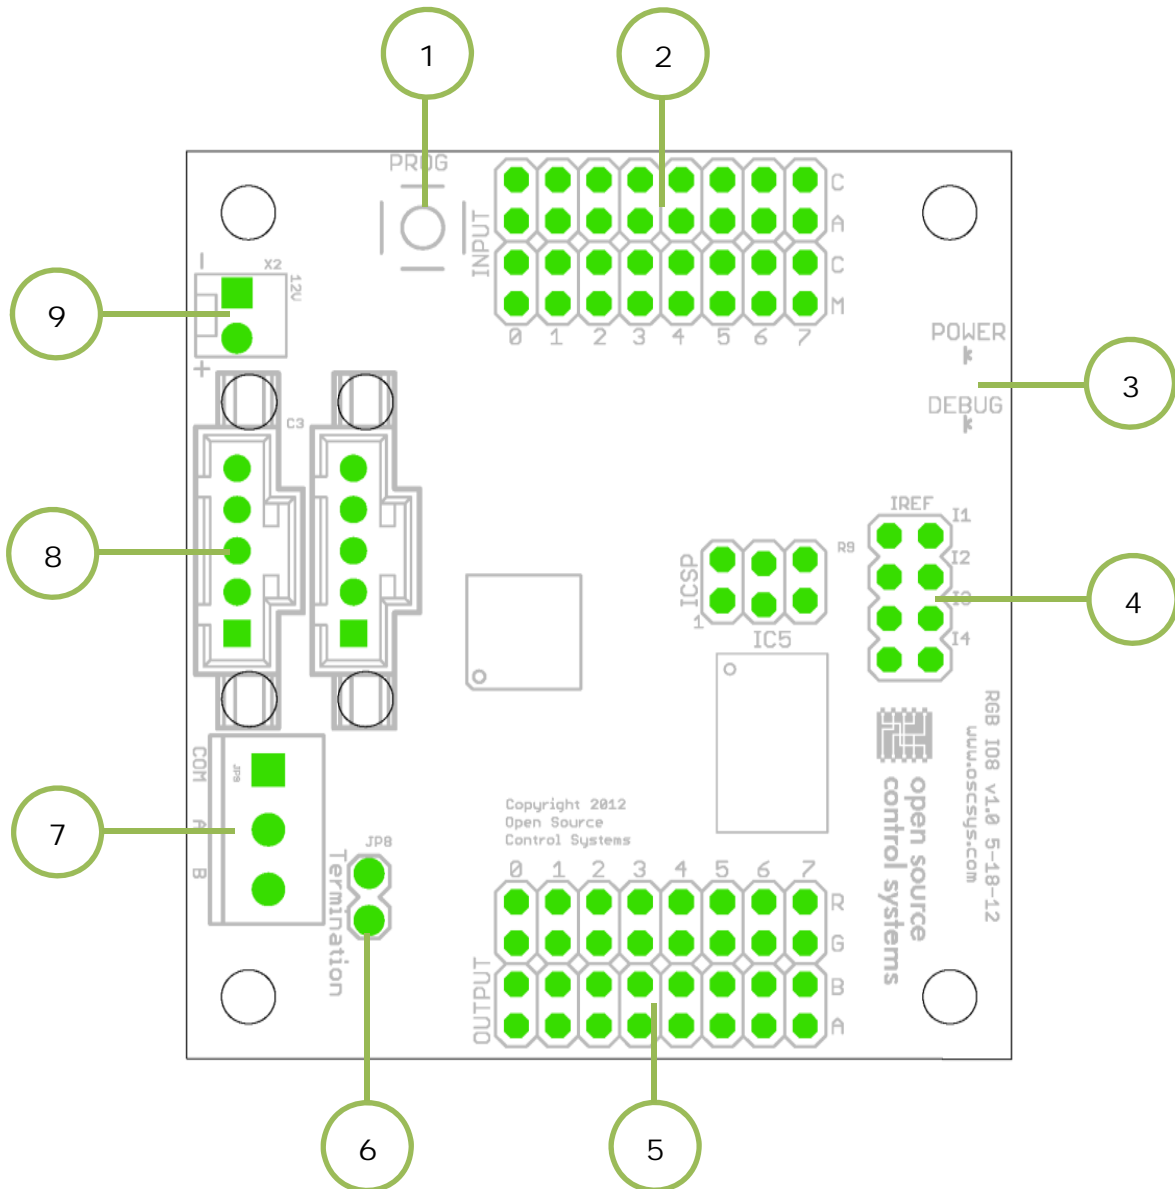 1
2
PROG
INPUT
C
A
C
M
0 1 2 3 4 5 6 7
X2
12V
-
+
9
POWER
DEBUG
3
C3
8
IREF
I1
I2
I3
I4
4
R9
ICSP
1
IC5
RGB IO8 v1.0 5-18-12
www.oscsys.com
open source
control systems
COM
A
B
JP9
7
JP8
Termination
Copyright 2012
Open Source
Control Systems
0 1 2 3 4 5 6 7
R
G
B
A
OUTPUT
6
5